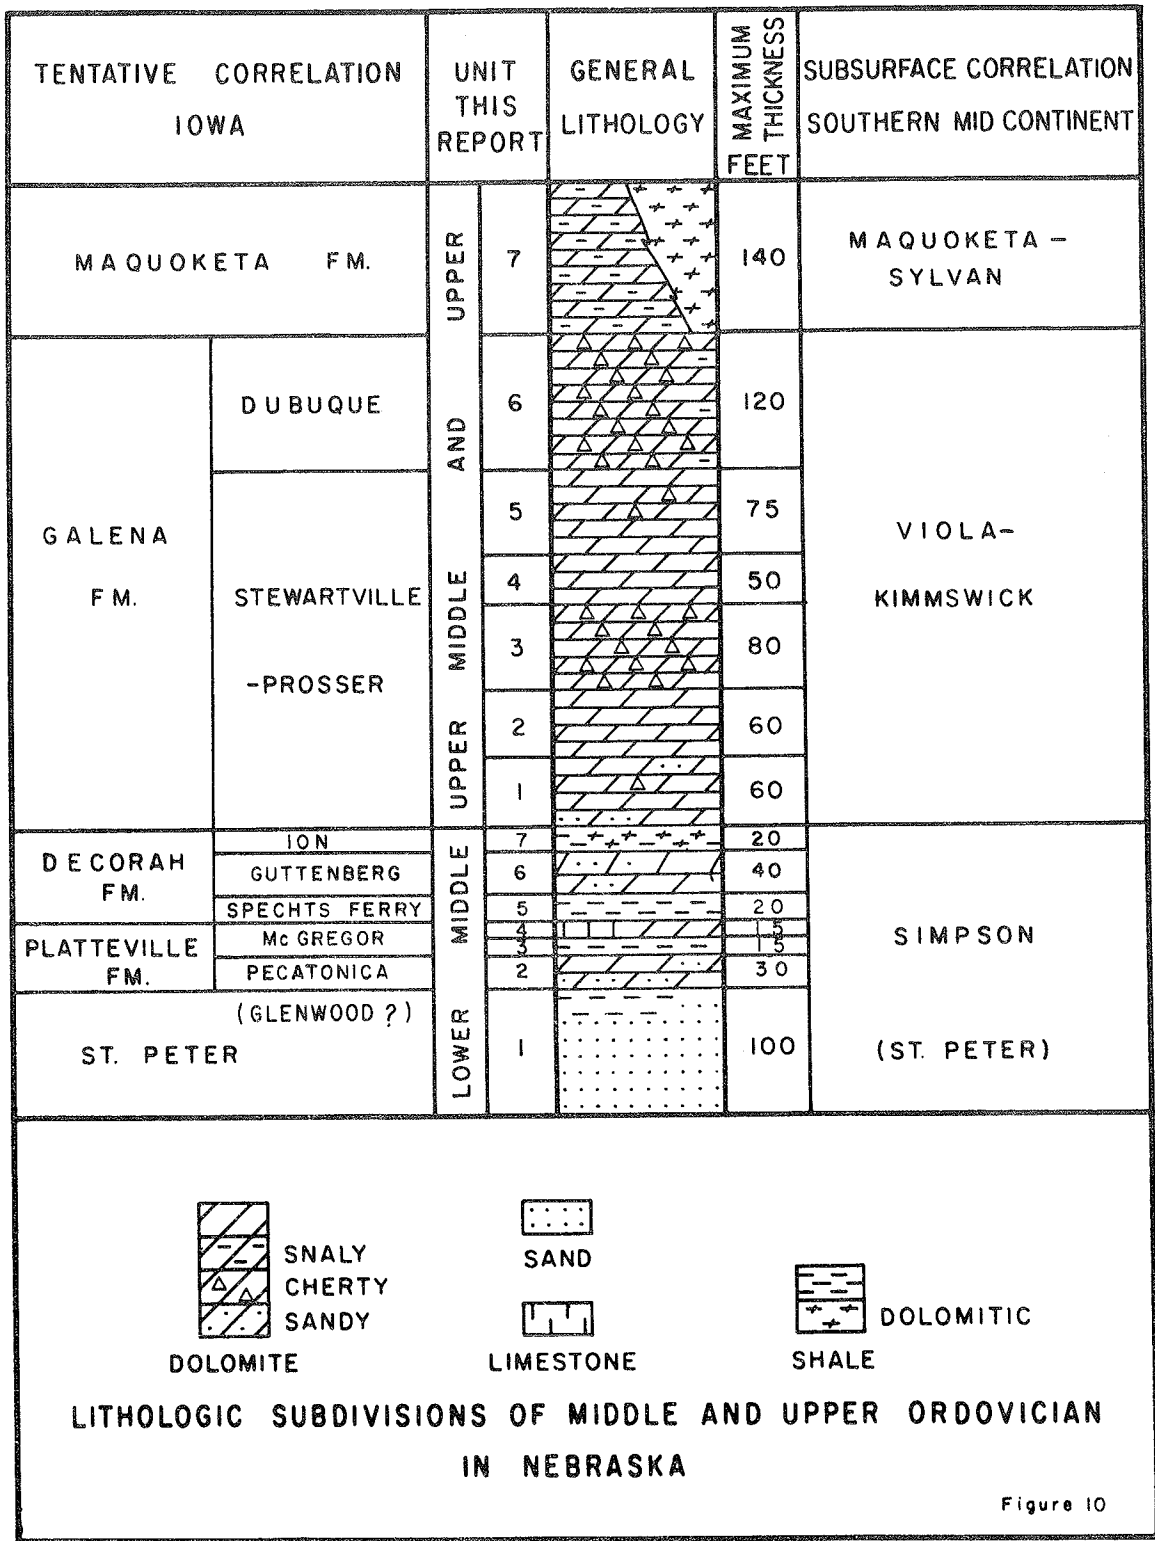 TENTATIVE CORRELATION
IOWA
UNIT
THIS
REPORT
GENERAL
LITHOLOGY
MAXIMUM
THICKNESS
FEET
SUBSURFACE CORRELATION
SOUTHERN MID CONTINENT
MAQUOKETA FM.
UPPER
7
140
MAQUOKETA –
SYLVAN
GALENA
FM.
DUBUQUE
AND
6
120
VIOLA–
KIMMSWICK
STEWARTVILLE
–PROSSER
UPPER MIDDLE
5
75
4
50
3
80
2
60
1
60
DECORAH
FM.
ION
LOWER MIDDLE
7
20
SIMPSON
GUTTENBERG
6
40
SPECHTS FERRY
5
20
PLATTEVILLE
FM.
Mc GREGOR
4
15
3
15
PECATONICA
2
30
(GLENWOOD ?)
ST. PETER
1
100
(ST. PETER)
SNALY
CHERTY
SANDY
DOLOMITE
SAND
LIMESTONE
DOLOMITIC
SHALE
LITHOLOGIC SUBDIVISIONS OF MIDDLE AND UPPER ORDOVICIAN
IN NEBRASKA
Figure 10